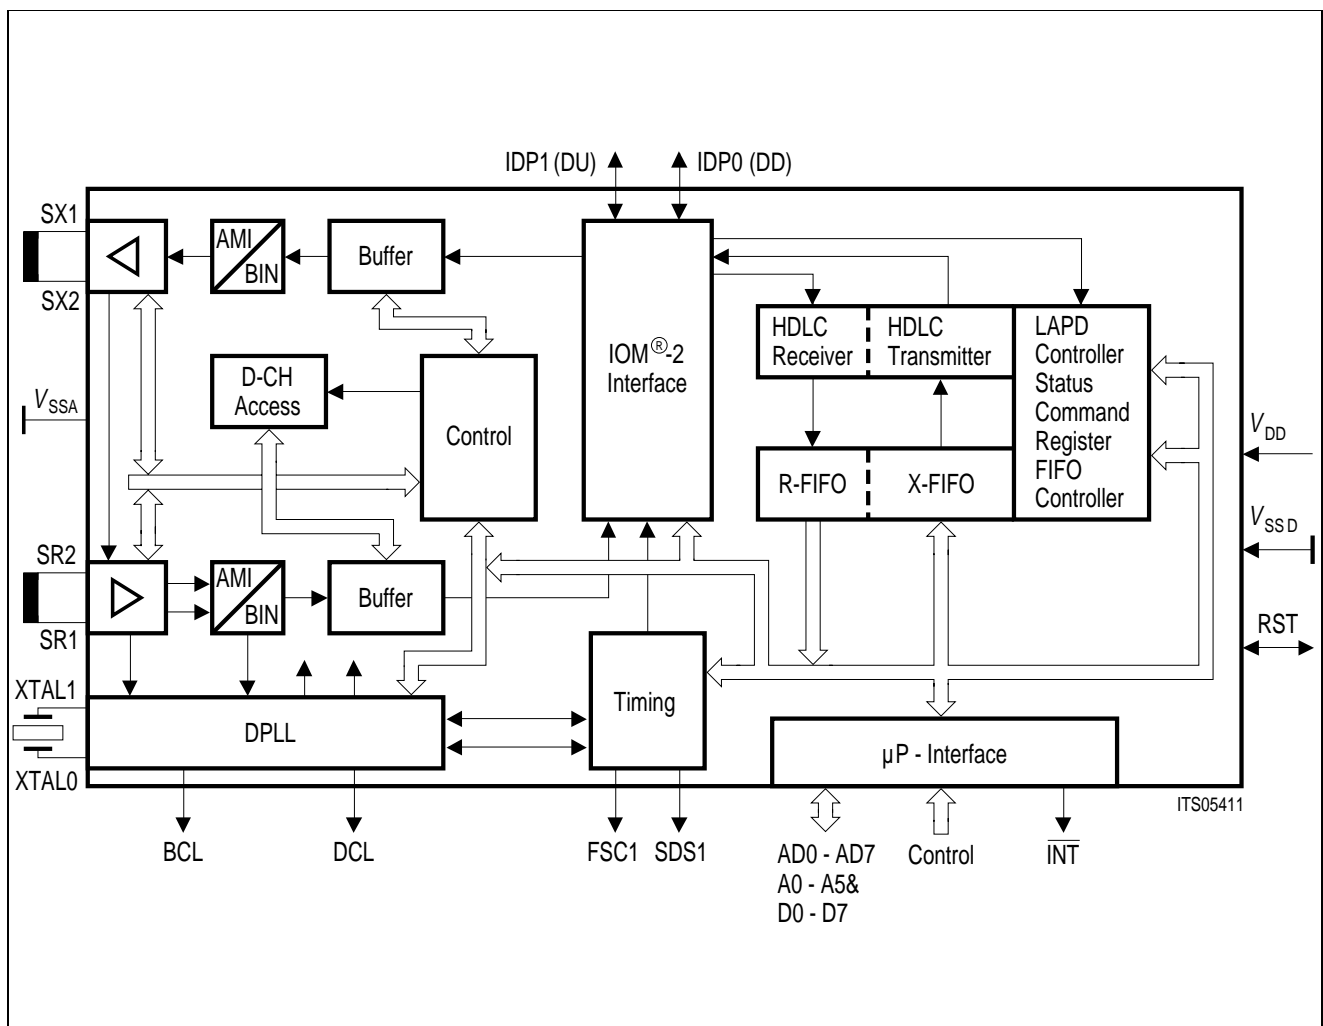 IDP1 (DU)
IDP0 (DD)
SX1
SX2
AMI
BIN
Buffer
IOM®-2
Interface
HDLC
Receiver
HDLC
Transmitter
LAPD
Controller
Status
Command
Register
FIFO
Controller
D-CH
Access
Control
VSSA
R-FIFO
X-FIFO
VDD
VSSD
SR2
SR1
AMI
BIN
Buffer
RST
XTAL1
XTAL0
DPLL
Timing
µP - Interface
ITS05411
BCL
DCL
FSC1
SDS1
AD0 - AD7
A0 - A5&
D0 - D7
Control
I̅N̅T̅